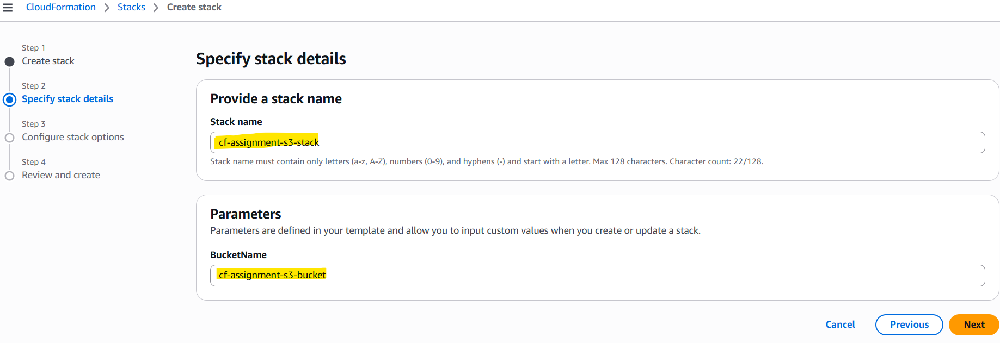 CloudFormation > Stacks > Create stack
Step 1
Create stack
Step 2
Specify stack details
Step 3
Configure stack options
Step 4
Review and create
Specify stack details
Provide a stack name
Stack name
cf-assignment-s3-stack
Stack name must contain only letters (a-z, A-Z), numbers (0-9), and hyphens (-) and start with a letter. Max 128 characters. Character count: 22/128.
Parameters
Parameters are defined in your template and allow you to input custom values when you create or update a stack.
BucketName
cf-assignment-s3-bucket
Cancel Previous Next